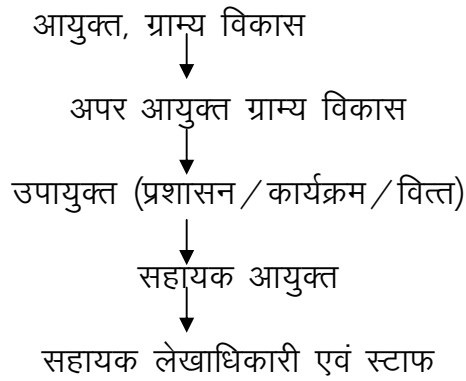 आयुक्त, ग्राम्य विकास
अपर आयुक्त ग्राम्य विकास
उपायुक्त (प्रशासन/कार्यक्रम/वित्त)
सहायक आयुक्त
सहायक लेखाधिकारी एवं स्टाफ